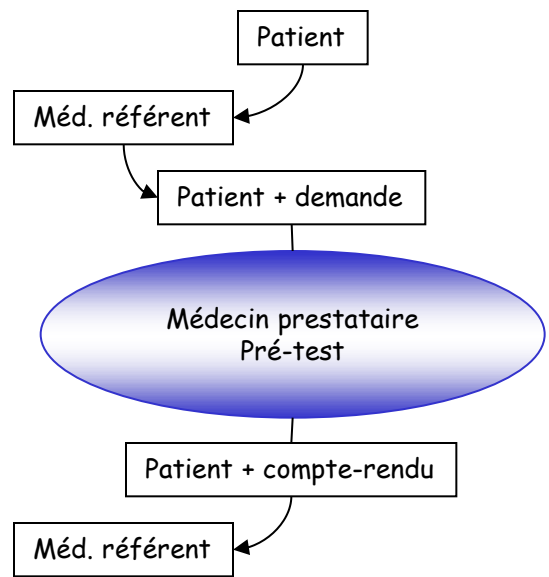 Patient
Méd. référent
Patient + demande
Médecin prestataire
Pré-test
Patient + compte-rendu
Méd. référent